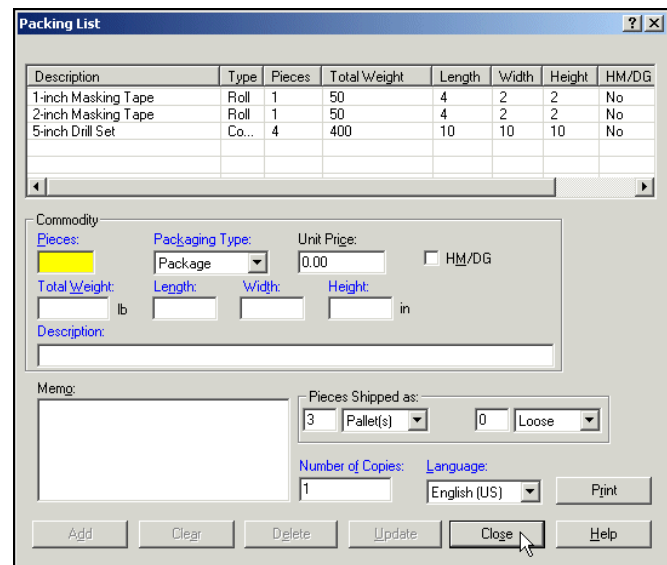 Packing List
Description Type Pieces Total Weight Length Width Height HM/DG
1-inch Masking Tape Roll 1 50 4 2 2 No
2-inch Masking Tape Roll 1 50 4 2 2 No
5-inch Drill Set Co... 4 400 10 10 10 No
Commodity
Pieces: Packaging Type: Unit Price:
Package 0.00 HM/DG
Total Weight: Length: Width: Height:
lb in
Description:
Memo: Pieces Shipped as:
3 Pallet(s) 0 Loose
Number of Copies: Language:
1 English (US) Print
Add Clear Delete Update Close Help